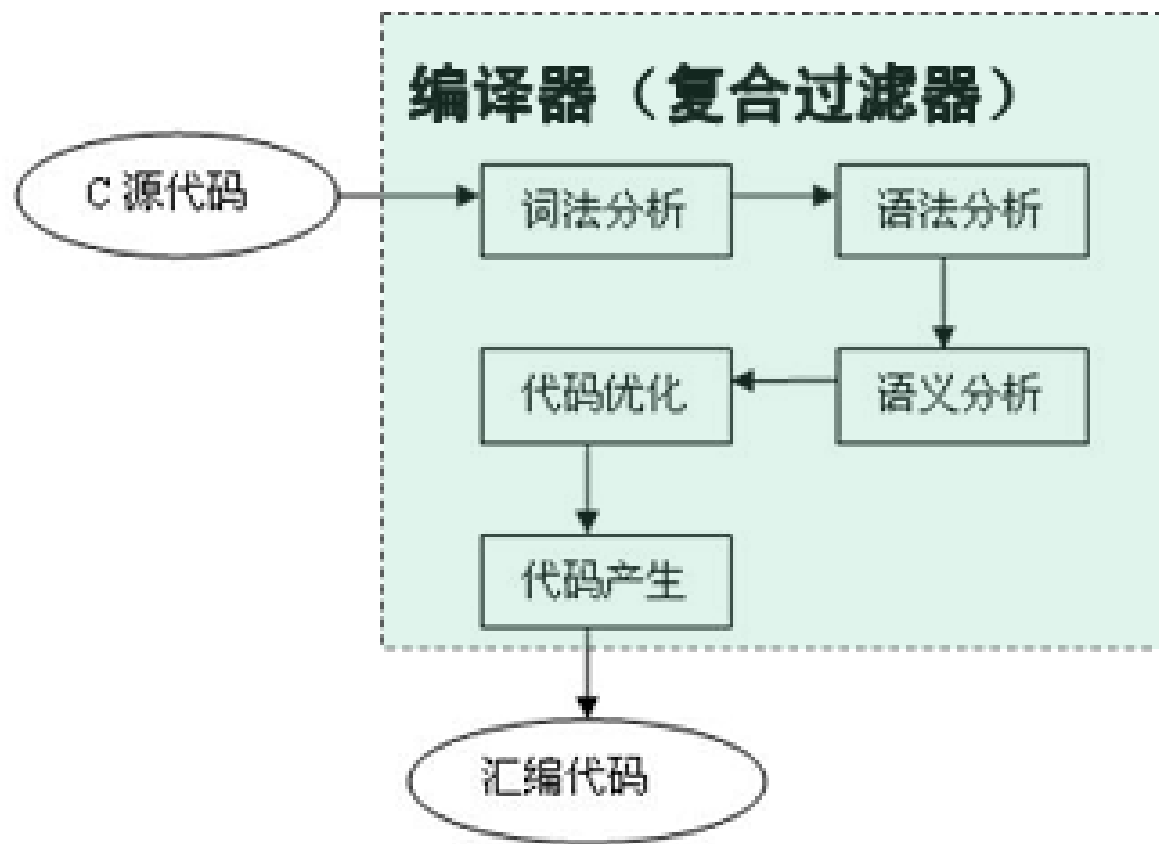 编译器（复合过滤器）
C 源代码
词法分析
语法分析
代码优化
语义分析
代码产生
汇编代码